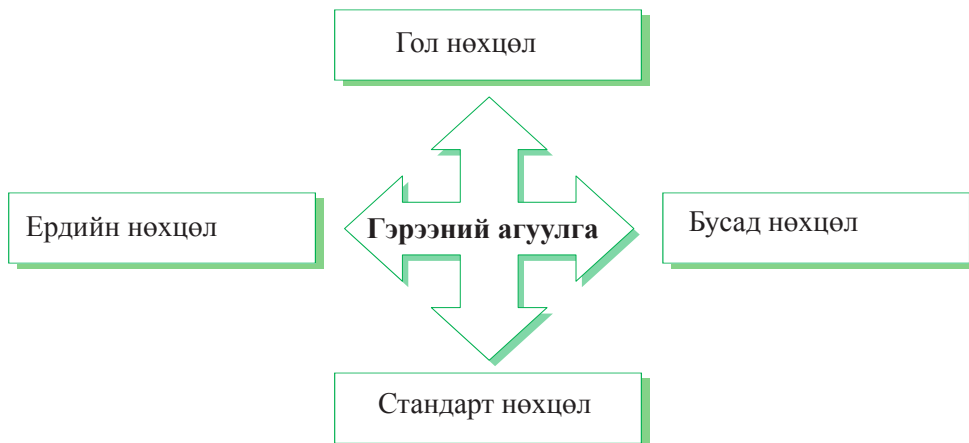 Гол нөхцөл
Ердийн нөхцөл
Гэрээний агуулга
Бусад нөхцөл
Стандарт нөхцөл